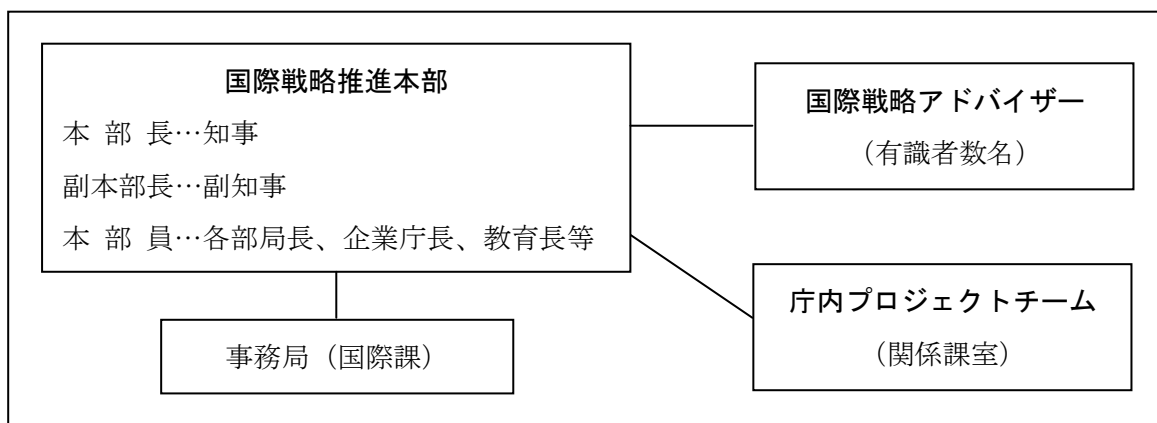 国際戦略推進本部
本 部 長…知事
副本部長…副知事
本 部 員…各部局長、企業庁長、教育長等
国際戦略アドバイザー
（有識者数名）
庁内プロジェクトチーム
（関係課室）
事務局（国際課）